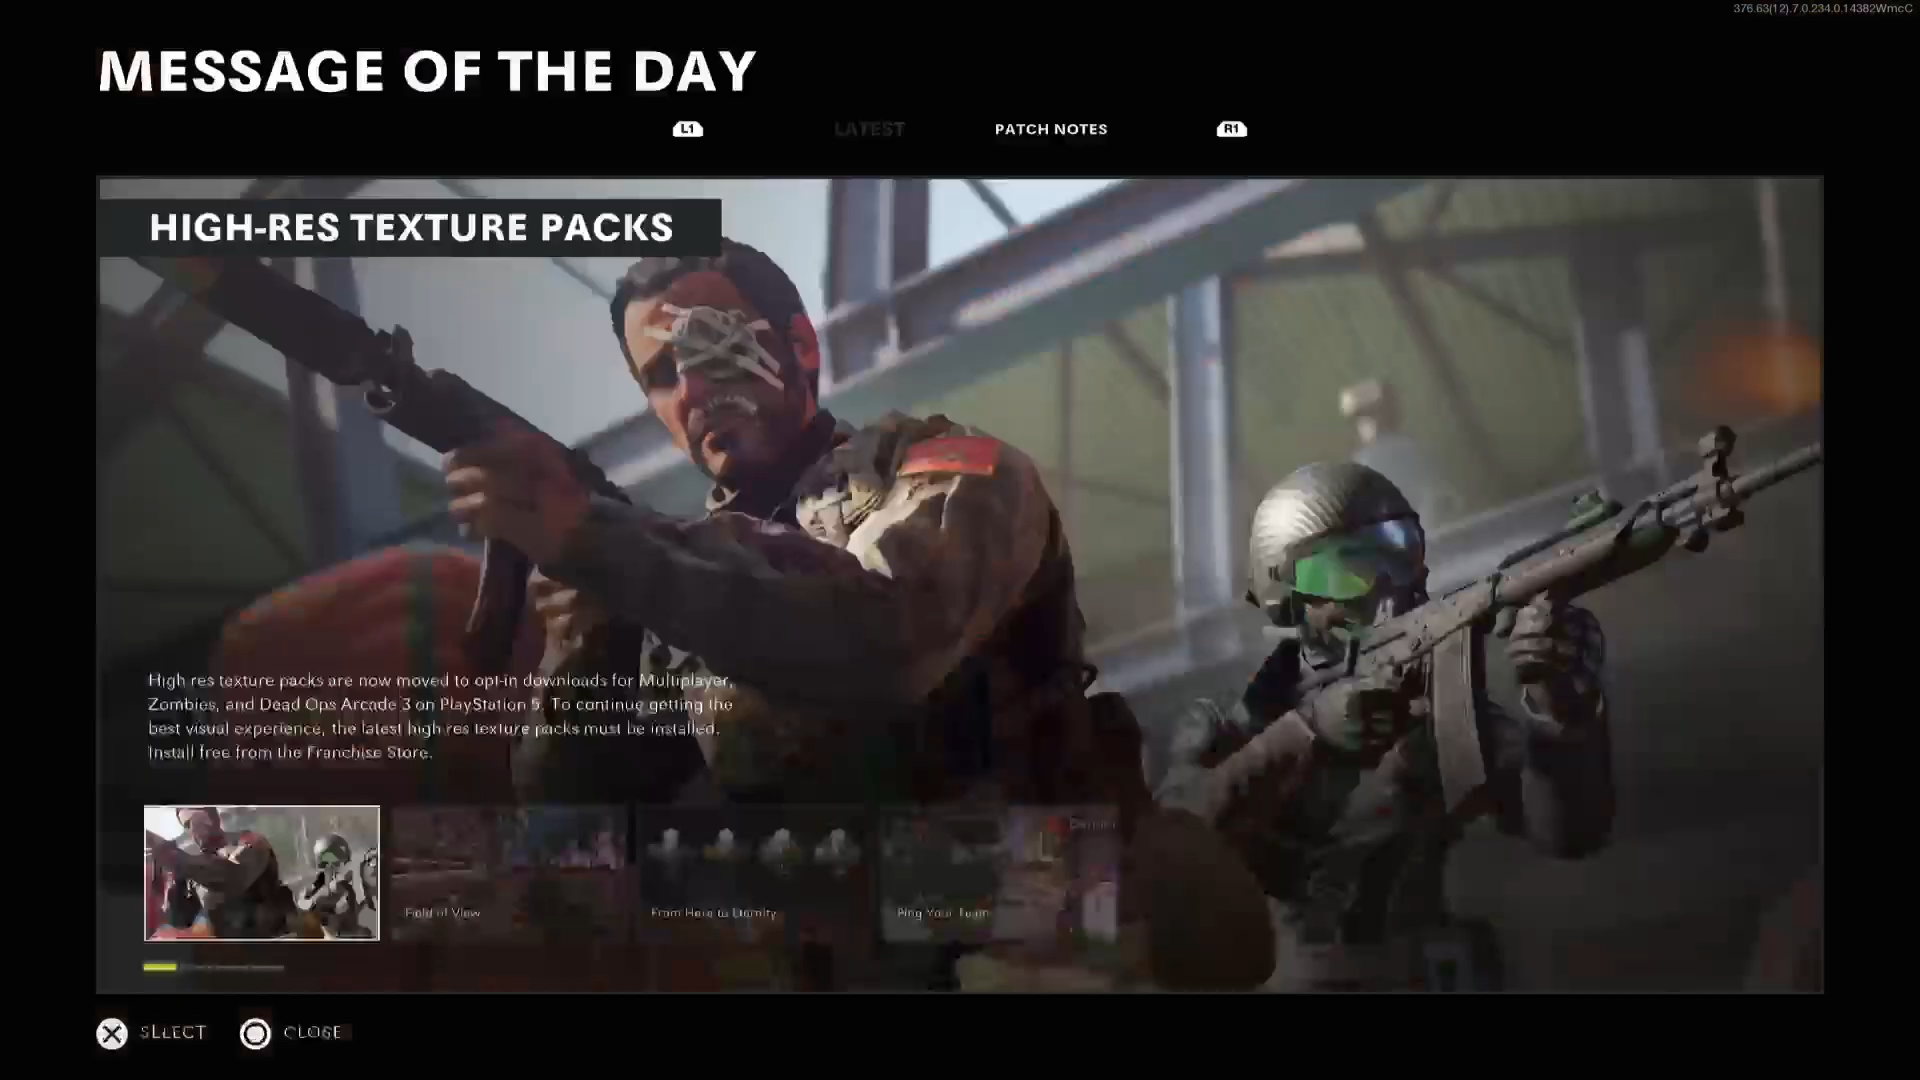 376.63(12).7.0.234.0.14382WmcC
MESSAGE OF THE DAY
L1
LATEST
PATCH NOTES
R1
HIGH-RES TEXTURE PACKS
High res texture packs are now moved to opt-in downloads for Multiplayer,
Zombies, and Dead Ops Arcade 3 on PlayStation 5. To continue getting the
best visual experience, the latest high res texture packs must be installed.
Install free from the Franchise Store.
Field of View
From Here to Eternity
Ping Your Team
SELECT
CLOSE